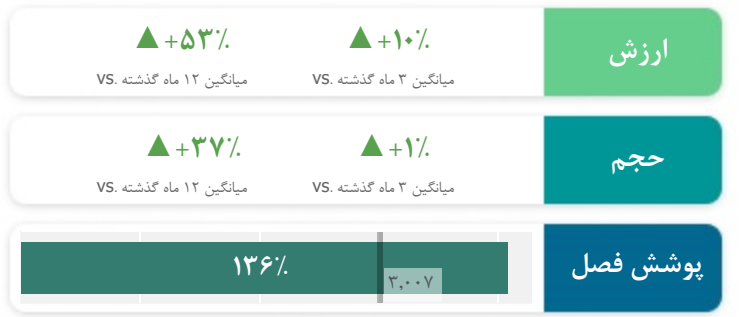 ارزش
▲+۱۰٪ ▲+۵۳٪
میانگین ۳ ماه گذشته .VS میانگین ۱۲ ماه گذشته .VS
حجم
▲+۱٪ ▲+۳۷٪
میانگین ۳ ماه گذشته .VS میانگین ۱۲ ماه گذشته .VS
پوشش فصل
۱۳۶٪
۳,۰۰۷